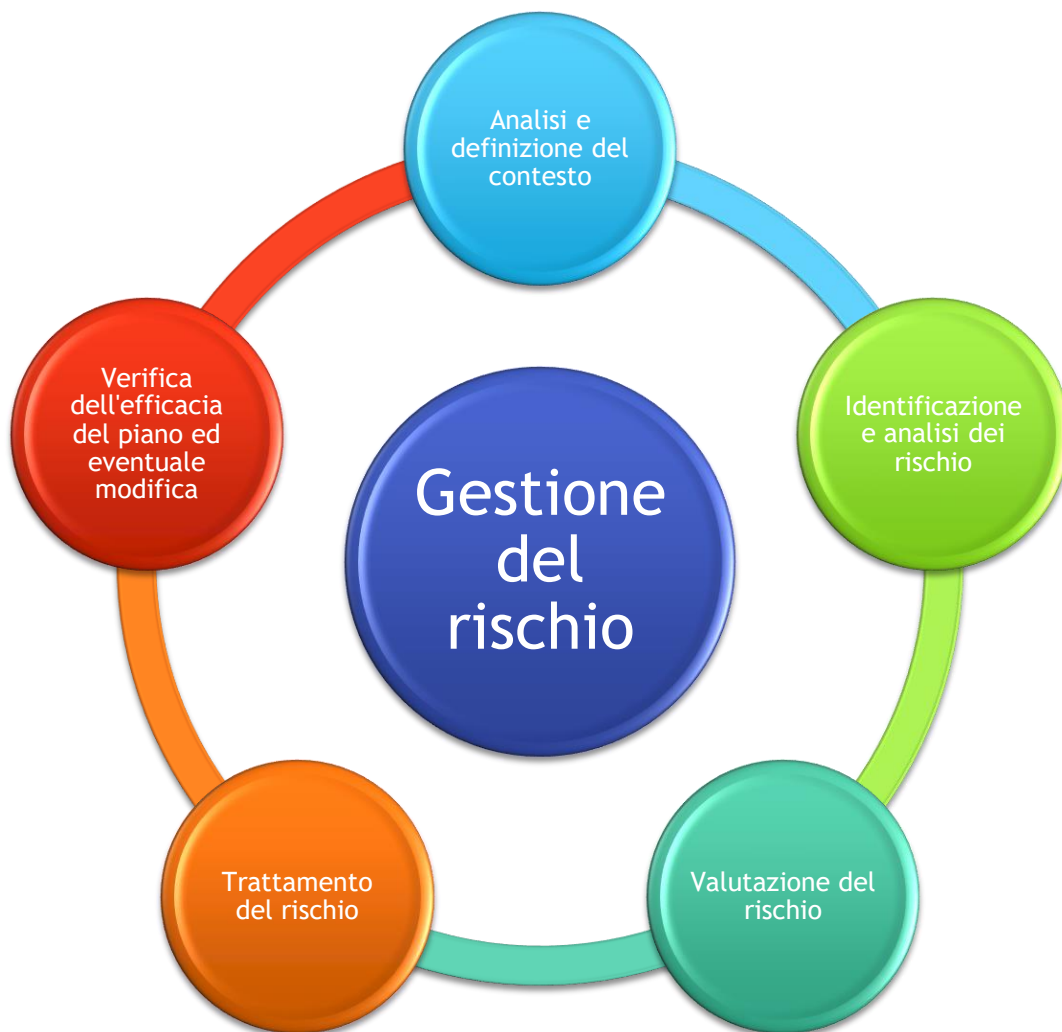 Analisi e
definizione del
contesto
Identificazione
e analisi dei
rischio
Valutazione del
rischio
Trattamento
del rischio
Verifica
dell'efficacia
del piano ed
eventuale
modifica
Gestione
del
rischio